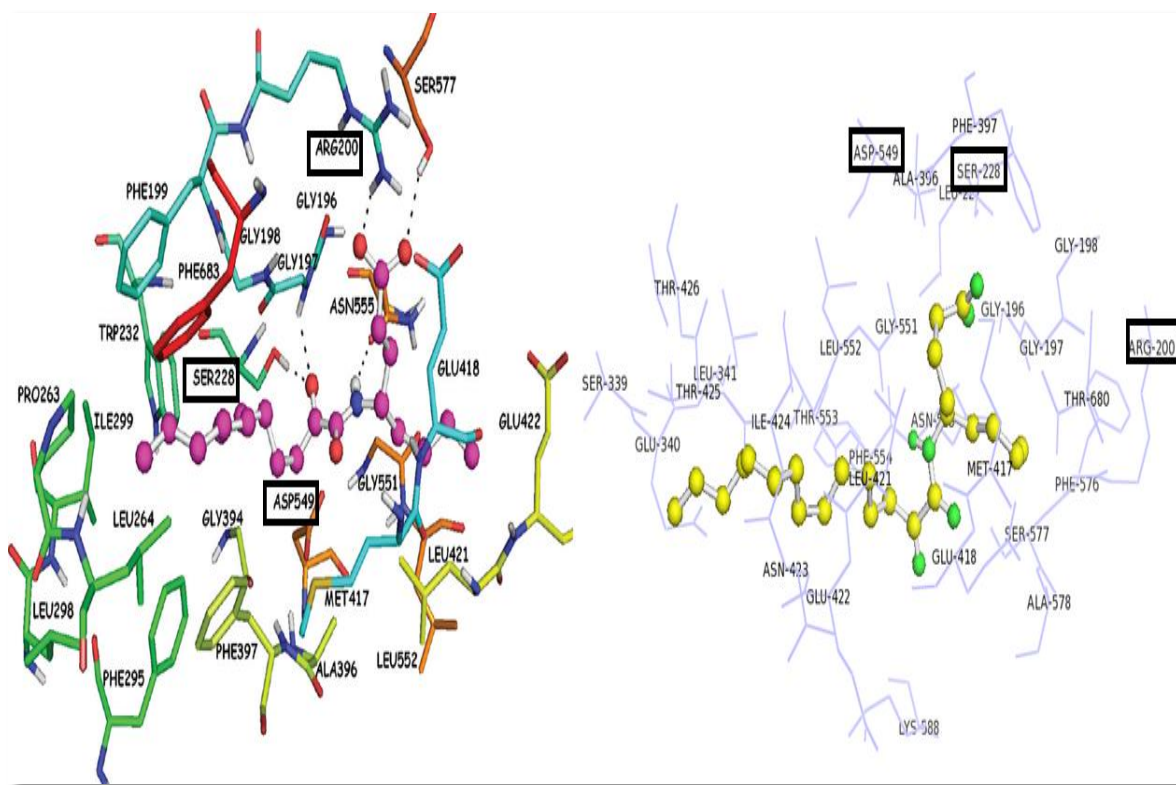 SER577
ARG200
PHE199
GLY196
GLY198
PHE683
GLY197
ASN555
TRP232
GLU418
SER228
PRO263
ILE299
GLU422
GLY551
ASP549
LEU264
GLY394
LEU421
MET417
LEU298
PHE397
ALA396
LEU552
PHE295
PHE-397
ASP-549
ALA-396
SER-228
GLY-198
THR-426
GLY-196
GLY-551
GLY-197
ARG-200
LEU-552
LEU-341
SER-339
THR-425
THR-680
THR-553
ILE-424
GLU-340
PHE-554
MET-417
LEU-421
PHE-576
SER-577
GLU-418
ASN-423
GLU-422
ALA-578
LYS-588